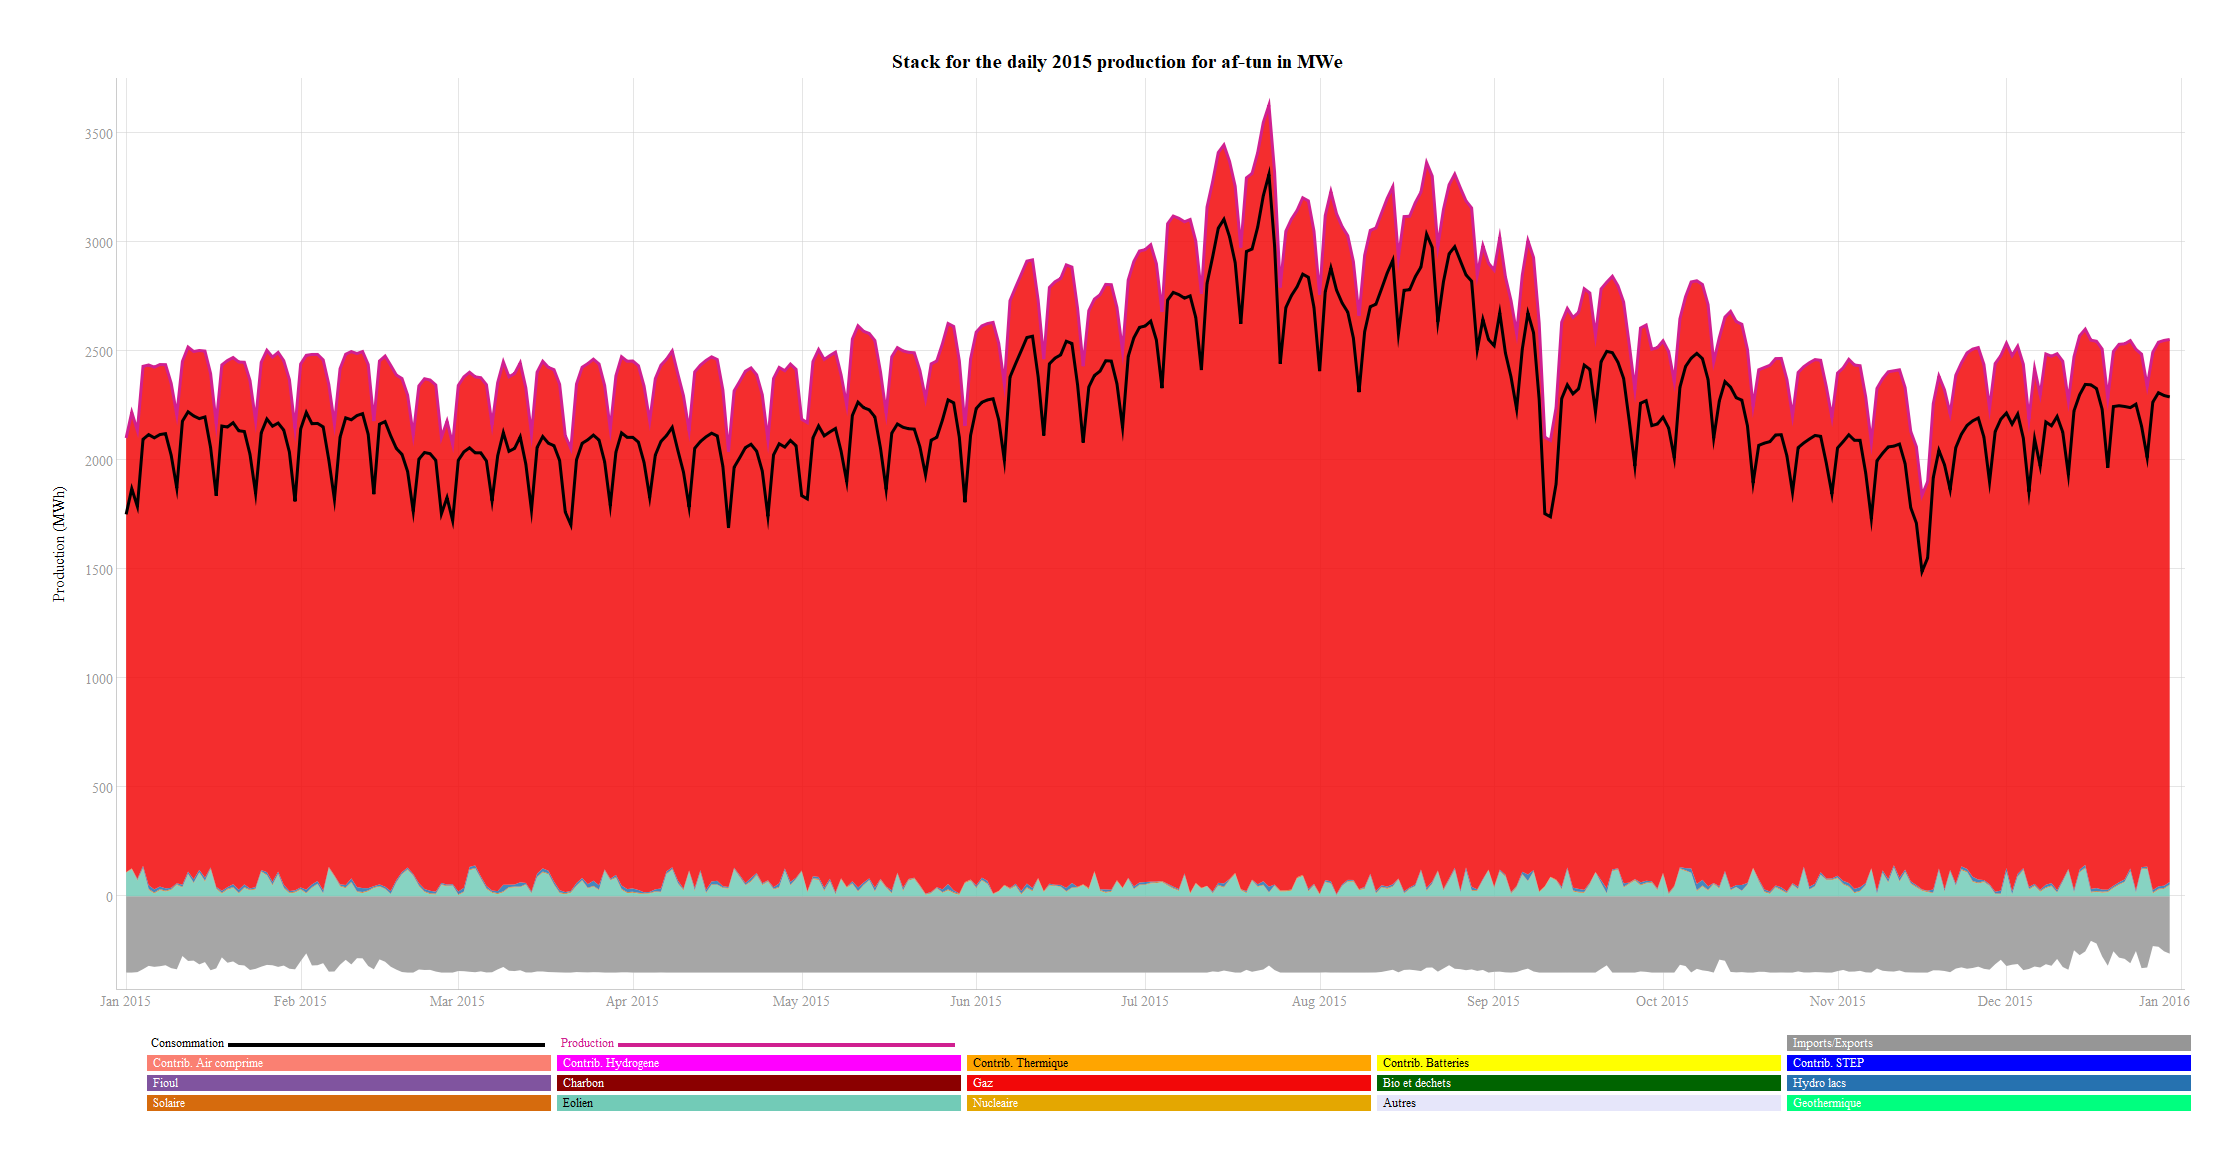 Stack for the daily 2015 production for af-tun in MWe
Production (MWh)
3500
3000
2500
2000
1500
1000
500
0
Jan 2015 Feb 2015 Mar 2015 Apr 2015 May 2015 Jun 2015 Jul 2015 Aug 2015 Sep 2015 Oct 2015 Nov 2015 Dec 2015 Jan 2016
Consommation Production Imports/Exports
Contrib. Air comprime Contrib. Hydrogene Contrib. Thermique Contrib. Batteries Contrib. STEP
Fioul Charbon Gaz Bio et dechets Hydro lacs
Solaire Eolien Nucleaire Autres Geothermique